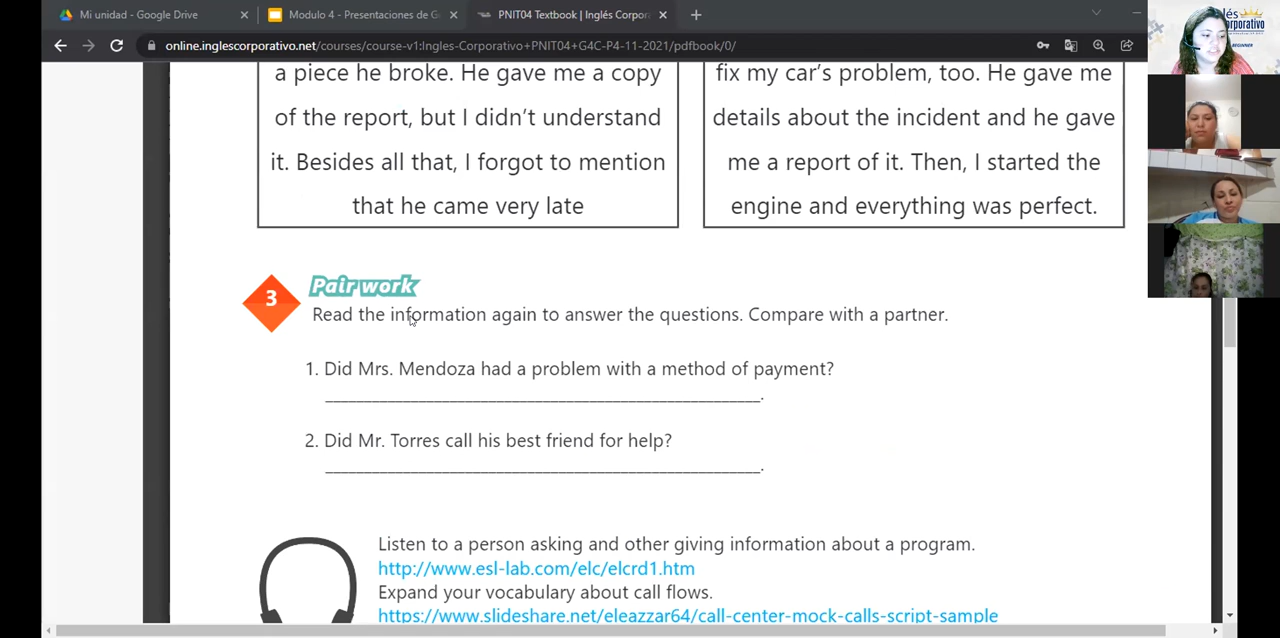 Mi unidad - Google Drive
Modulo 4 - Presentaciones de G
PNIT04 Textbook | Inglés Corpor
online.inglescorporativo.net/courses/course-v1:Ingles-Corporativo+PNIT04+G4C-P4-11-2021/pdfbook/0/
BEGINNER
a piece he broke. He gave me a copy
of the report, but I didn't understand
it. Besides all that, I forgot to mention
that he came very late
fix my car's problem, too. He gave me
details about the incident and he gave
me a report of it. Then, I started the
engine and everything was perfect.
3
Pair work
Read the information again to answer the questions. Compare with a partner.
1. Did Mrs. Mendoza had a problem with a method of payment?
2. Did Mr. Torres call his best friend for help?
Listen to a person asking and other giving information about a program.
http://www.esl-lab.com/elc/elcrd1.htm
Expand your vocabulary about call flows.
https://www.slideshare.net/eleazzar64/call-center-mock-calls-script-sample